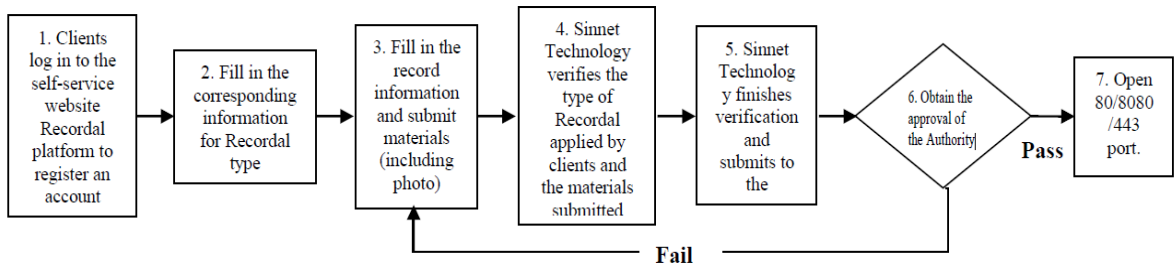 1. Clients
log in to the
self-service
website
Recordal
platform to
register an
account
2. Fill in the
corresponding
information
for Recordal
type
3. Fill in the
record
information
and submit
materials
(including
photo)
4. Sinnet
Technology
verifies the
type of
Recordal
applied by
clients and
the materials
submitted
5. Sinnet
Technolog
y finishes
verification
and
submits to
the
6. Obtain the
approval of
the Authority
Pass
7. Open
80/8080
/443
port.
Fail